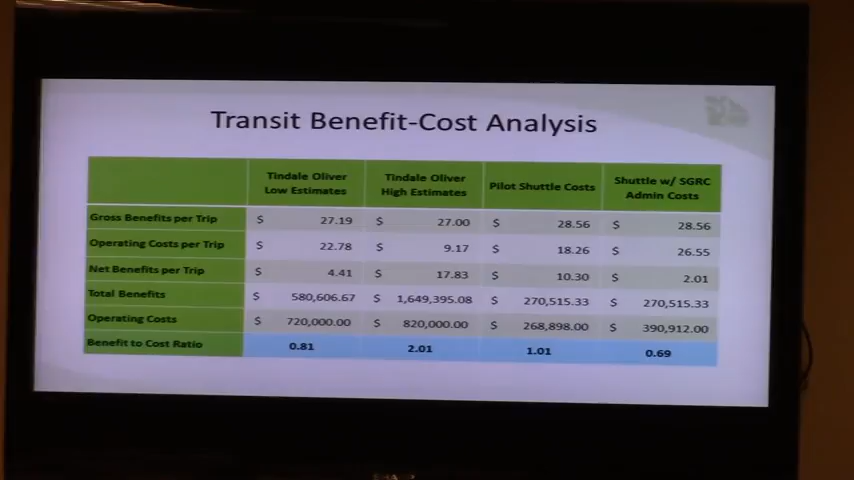 Transit Benefit-Cost Analysis
Tindale Oliver Low Estimates | Tindale Oliver High Estimates | Pilot Shuttle Costs | Shuttle w/ SGRC Admin Costs
Gross Benefits per Trip | $ 27.19 | $ 27.00 | $ 28.56 | $ 28.56
Operating Costs per Trip | $ 22.78 | $ 9.17 | $ 18.26 | $ 26.55
Net Benefits per Trip | $ 4.41 | $ 17.83 | $ 10.30 | $ 2.01
Total Benefits | $ 580,606.67 | $ 1,649,395.08 | $ 270,515.33 | $ 270,515.33
Operating Costs | $ 720,000.00 | $ 820,000.00 | $ 268,898.00 | $ 390,912.00
Benefit to Cost Ratio | 0.81 | 2.01 | 1.01 | 0.69